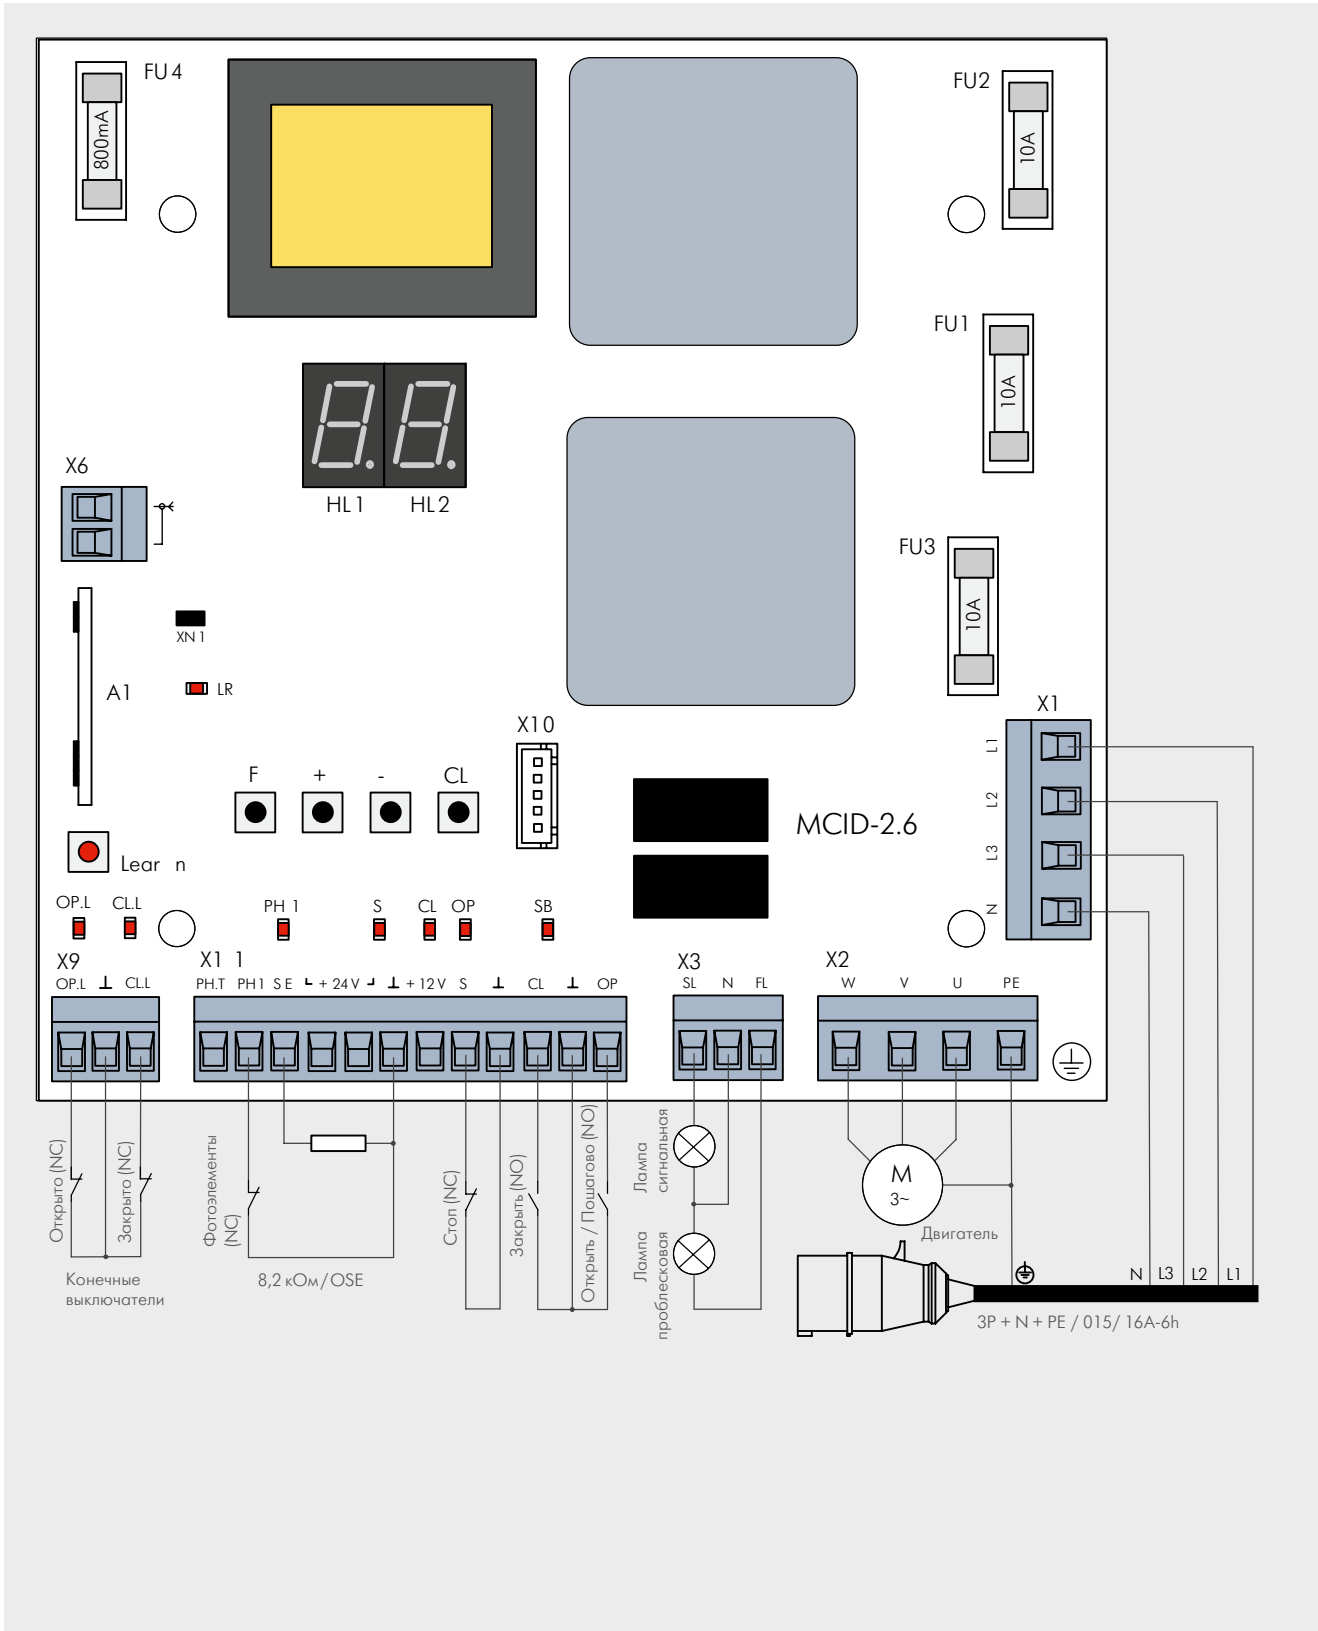 FU4
800mA
FU2
10A
FU1
10A
X6
HL1 HL2
FU3
10A
XN1
LR
A1
X10
X1
L1
L2
L3
N
F + - CL
MCID-2.6
Lear n
OP.L CL.L
PH 1 S CL OP SB
X9
OP.L ⊥ CL.L
X1 1
PH.T PH1 SE +24V ⊥ +12V S ⊥ CL ⊥ OP
X3
SL N FL
X2
W V U PE
Открыто (NC)
Закрыто (NC)
Конечные
выключатели
Фотоэлементы
(NC)
8,2 кОм/OSE
Стоп (NC)
Закрыть (NO)
Открыть / Пошагово (NO)
Лампа
сигнальная
Лампа
проблесковая
M
3~
Двигатель
N L3 L2 L1
3P + N + PE / 015/ 16A-6h